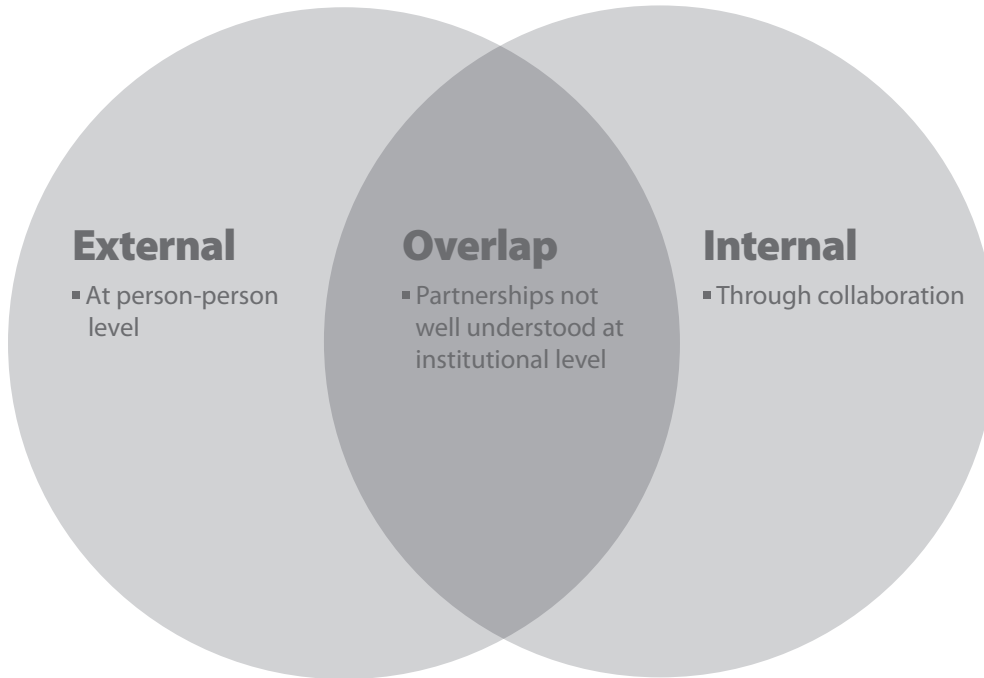 External
▪ At person-person
level
Overlap
▪ Partnerships not
well understood at
institutional level
Internal
▪ Through collaboration